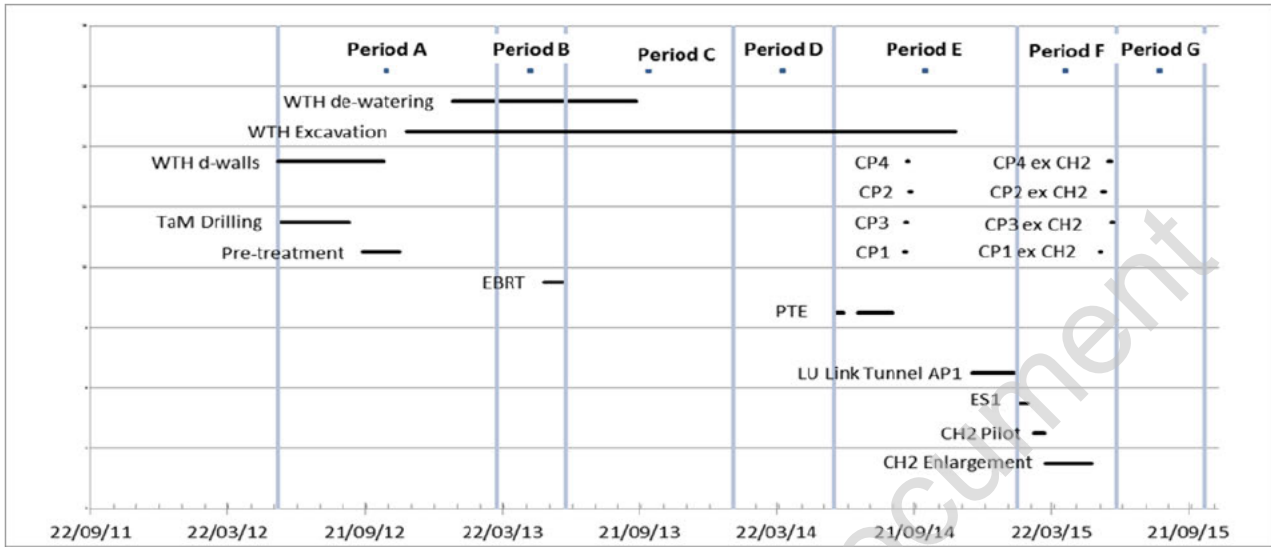 Period A Period B Period C Period D Period E Period F Period G
WTH de-watering
WTH Excavation
WTH d-walls CP4 CP4 ex CH2
CP2 CP2 ex CH2
TaM Drilling CP3 CP3 ex CH2
Pre-treatment CP1 CP1 ex CH2
EBRT
PTE
LU Link Tunnel AP1
ES1
CH2 Pilot
CH2 Enlargement
22/09/11 22/03/12 21/09/12 22/03/13 21/09/13 22/03/14 21/09/14 22/03/15 21/09/15
ocument